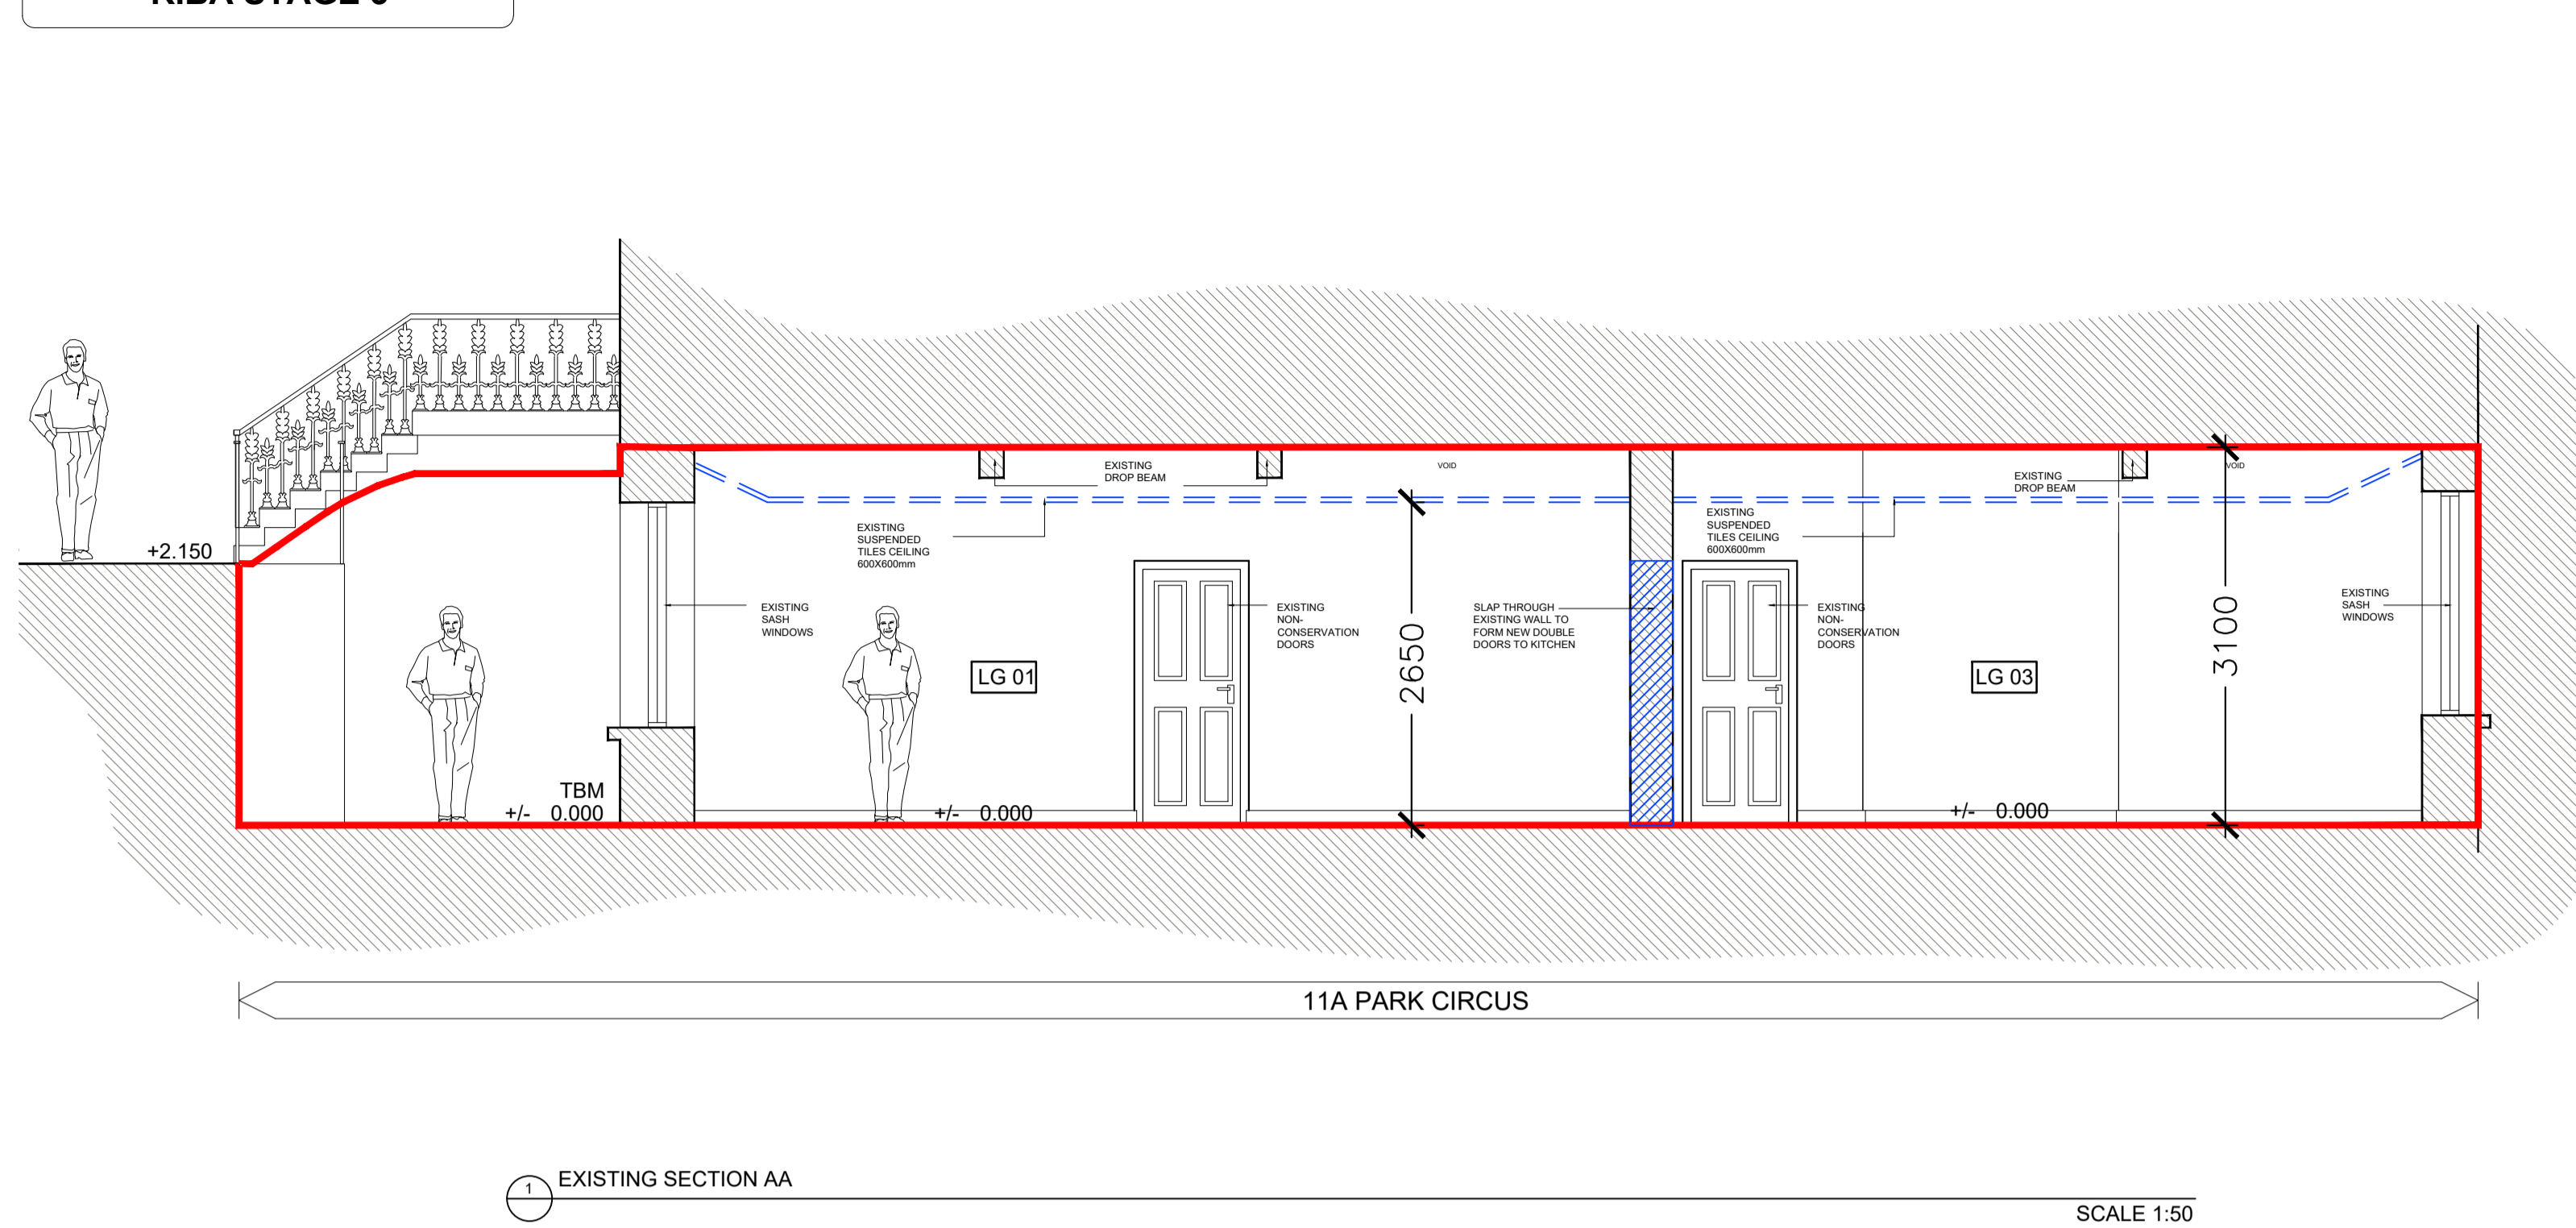 +2.150
EXISTING
DROP BEAM
VOID
EXISTING
DROP BEAM
VOID
EXISTING
SUSPENDED
TILES CEILING
600X600mm
EXISTING
SUSPENDED
TILES CEILING
600X600mm
EXISTING
SASH
WINDOWS
EXISTING
NON-
CONSERVATION
DOORS
2650
SLAP THROUGH
EXISTING WALL TO
FORM NEW DOUBLE
DOORS TO KITCHEN
EXISTING
NON-
CONSERVATION
DOORS
3100
EXISTING
SASH
WINDOWS
LG 01
LG 03
TBM
+/- 0.000
+/- 0.000
+/- 0.000
11A PARK CIRCUS
1
EXISTING SECTION AA
SCALE 1:50